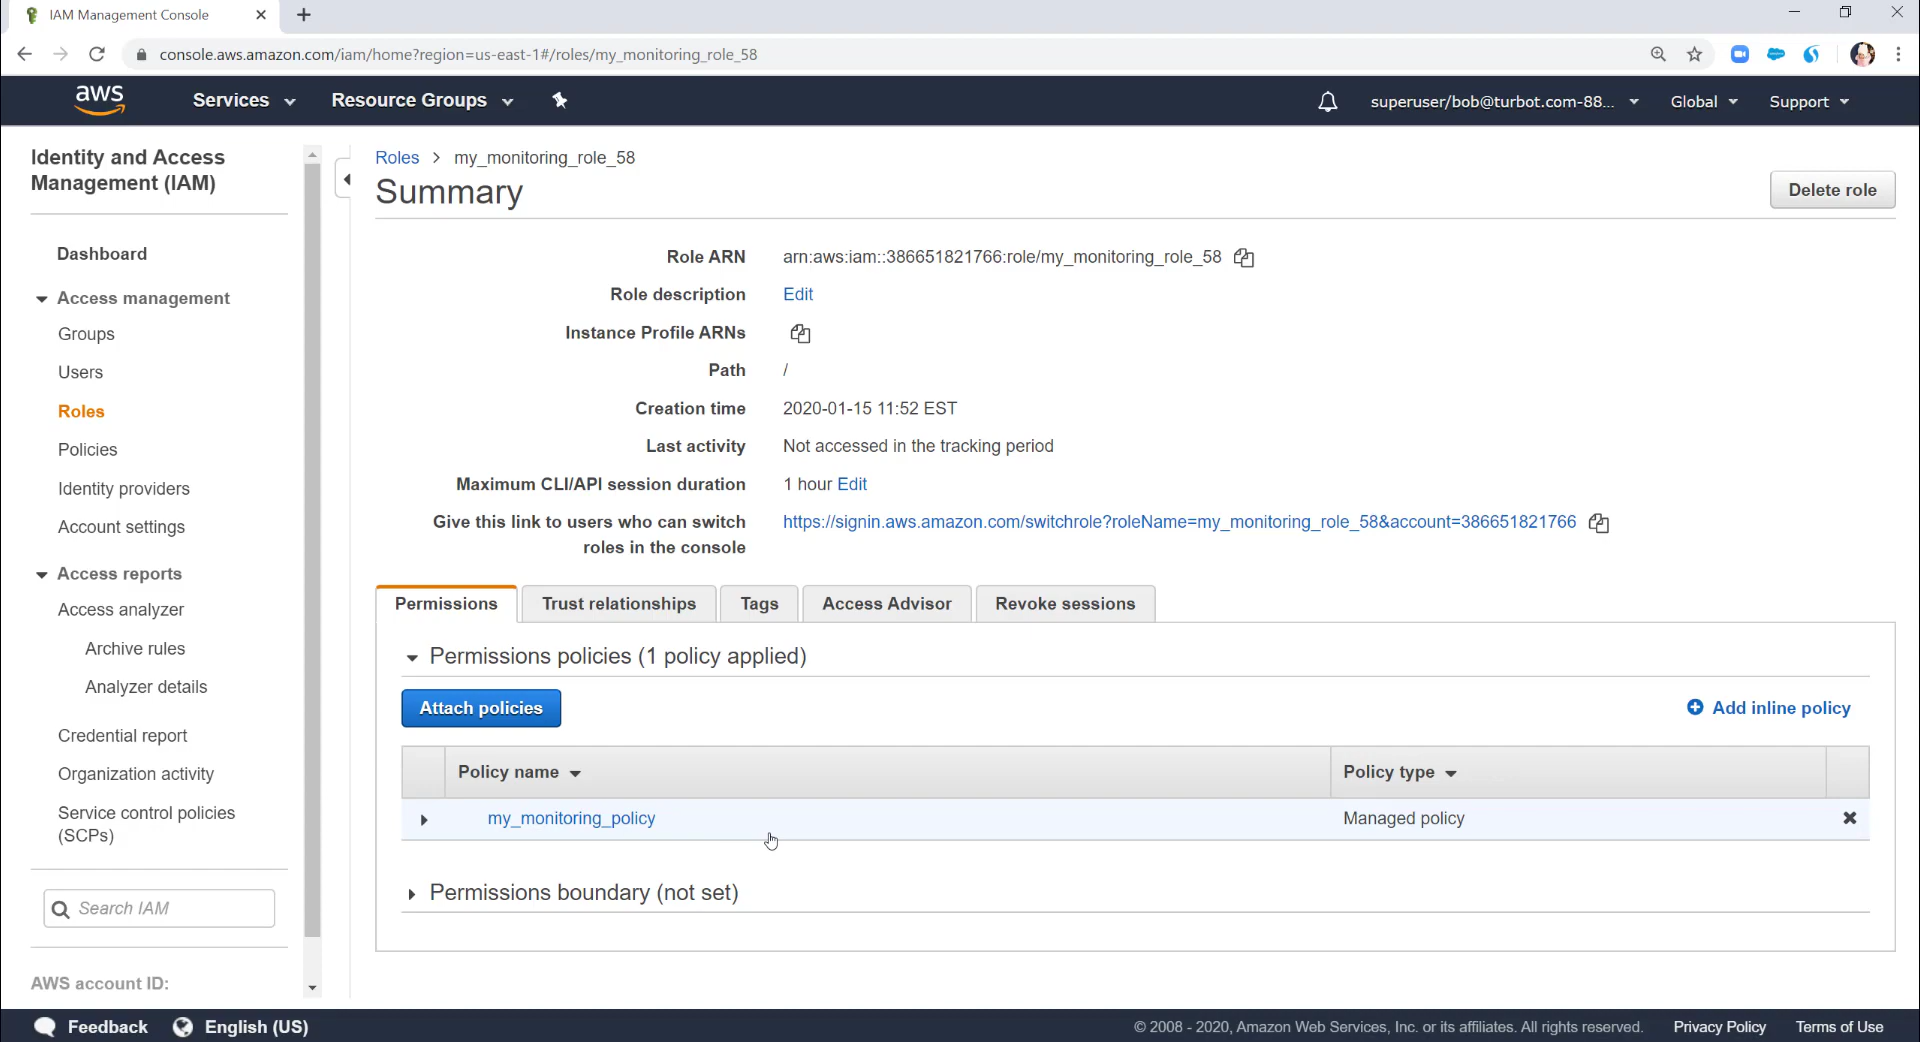 IAM Management Console
console.aws.amazon.com/iam/home?region=us-east-1#/roles/my_monitoring_role_58
aws
Services
Resource Groups
superuser/bob@turbot.com-88...
Global
Support
Identity and Access
Management (IAM)
Dashboard
Access management
Groups
Users
Roles
Policies
Identity providers
Account settings
Access reports
Access analyzer
Archive rules
Analyzer details
Credential report
Organization activity
Service control policies
(SCPs)
Search IAM
AWS account ID:
Roles > my_monitoring_role_58
Summary
Delete role
Role ARN arn:aws:iam::386651821766:role/my_monitoring_role_58
Role description Edit
Instance Profile ARNs
Path /
Creation time 2020-01-15 11:52 EST
Last activity Not accessed in the tracking period
Maximum CLI/API session duration 1 hour Edit
Give this link to users who can switch https://signin.aws.amazon.com/switchrole?roleName=my_monitoring_role_58&account=386651821766
roles in the console
Permissions
Trust relationships
Tags
Access Advisor
Revoke sessions
Permissions policies (1 policy applied)
Attach policies
Add inline policy
Policy name
Policy type
my_monitoring_policy
Managed policy
Permissions boundary (not set)
Feedback
English (US)
© 2008 - 2020, Amazon Web Services, Inc. or its affiliates. All rights reserved.
Privacy Policy
Terms of Use